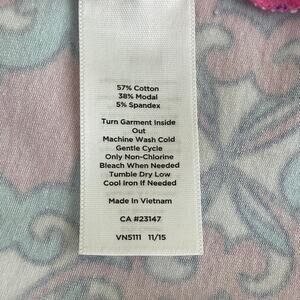 57% Cotton
38% Modal
5% Spandex
Turn Garment Inside
Out
Machine Wash Cold
Gentle Cycle
Only Non-Chlorine
Bleach When Needed
Tumble Dry Low
Cool Iron If Needed
Made In Vietnam
CA #23147
VN5111 11/15